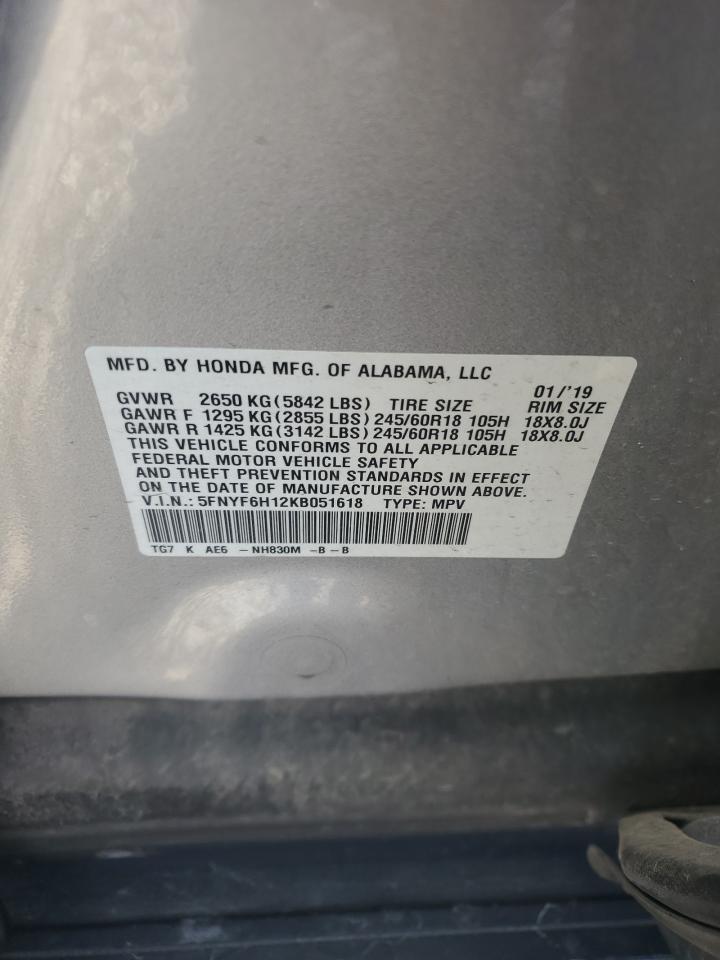 MFD. BY HONDA MFG. OF ALABAMA, LLC
01/'19
GVWR 2650 KG(5842 LBS) TIRE SIZE RIM SIZE
GAWR F 1295 KG(2855 LBS) 245/60R18 105H 18X8.0J
GAWR R 1425 KG(3142 LBS) 245/60R18 105H 18X8.0J
THIS VEHICLE CONFORMS TO ALL APPLICABLE
FEDERAL MOTOR VEHICLE SAFETY
AND THEFT PREVENTION STANDARDS IN EFFECT
ON THE DATE OF MANUFACTURE SHOWN ABOVE.
V.I.N.: 5FNYF6H12KB051618 TYPE: MPV
TG7 K AE6 - NH830M - B - B